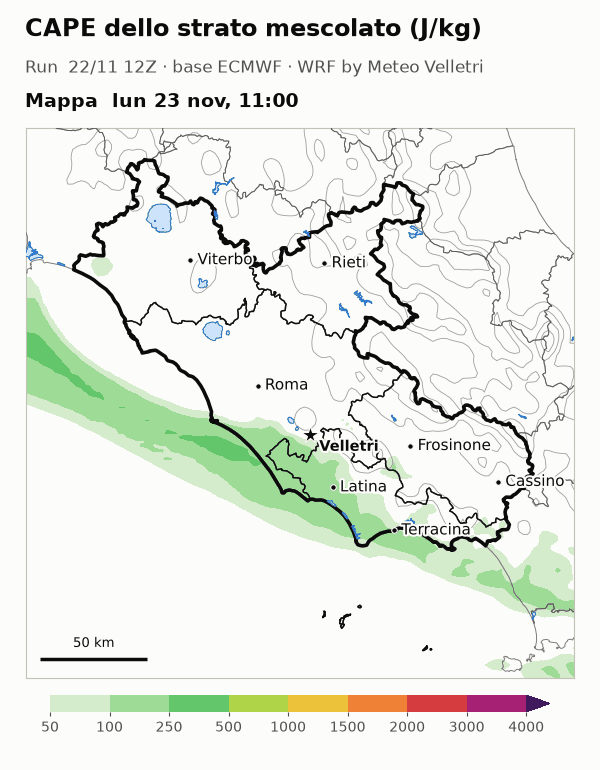 CAPE dello strato mescolato (J/kg)
Run  22/11 12Z · base ECMWF · WRF by Meteo Velletri
Mappa  lun 23 nov, 11:00
Viterbo
Rieti
Roma
Velletri
Frosinone
Cassino
Latina
Terracina
50 km
50 100 250 500 1000 1500 2000 3000 4000